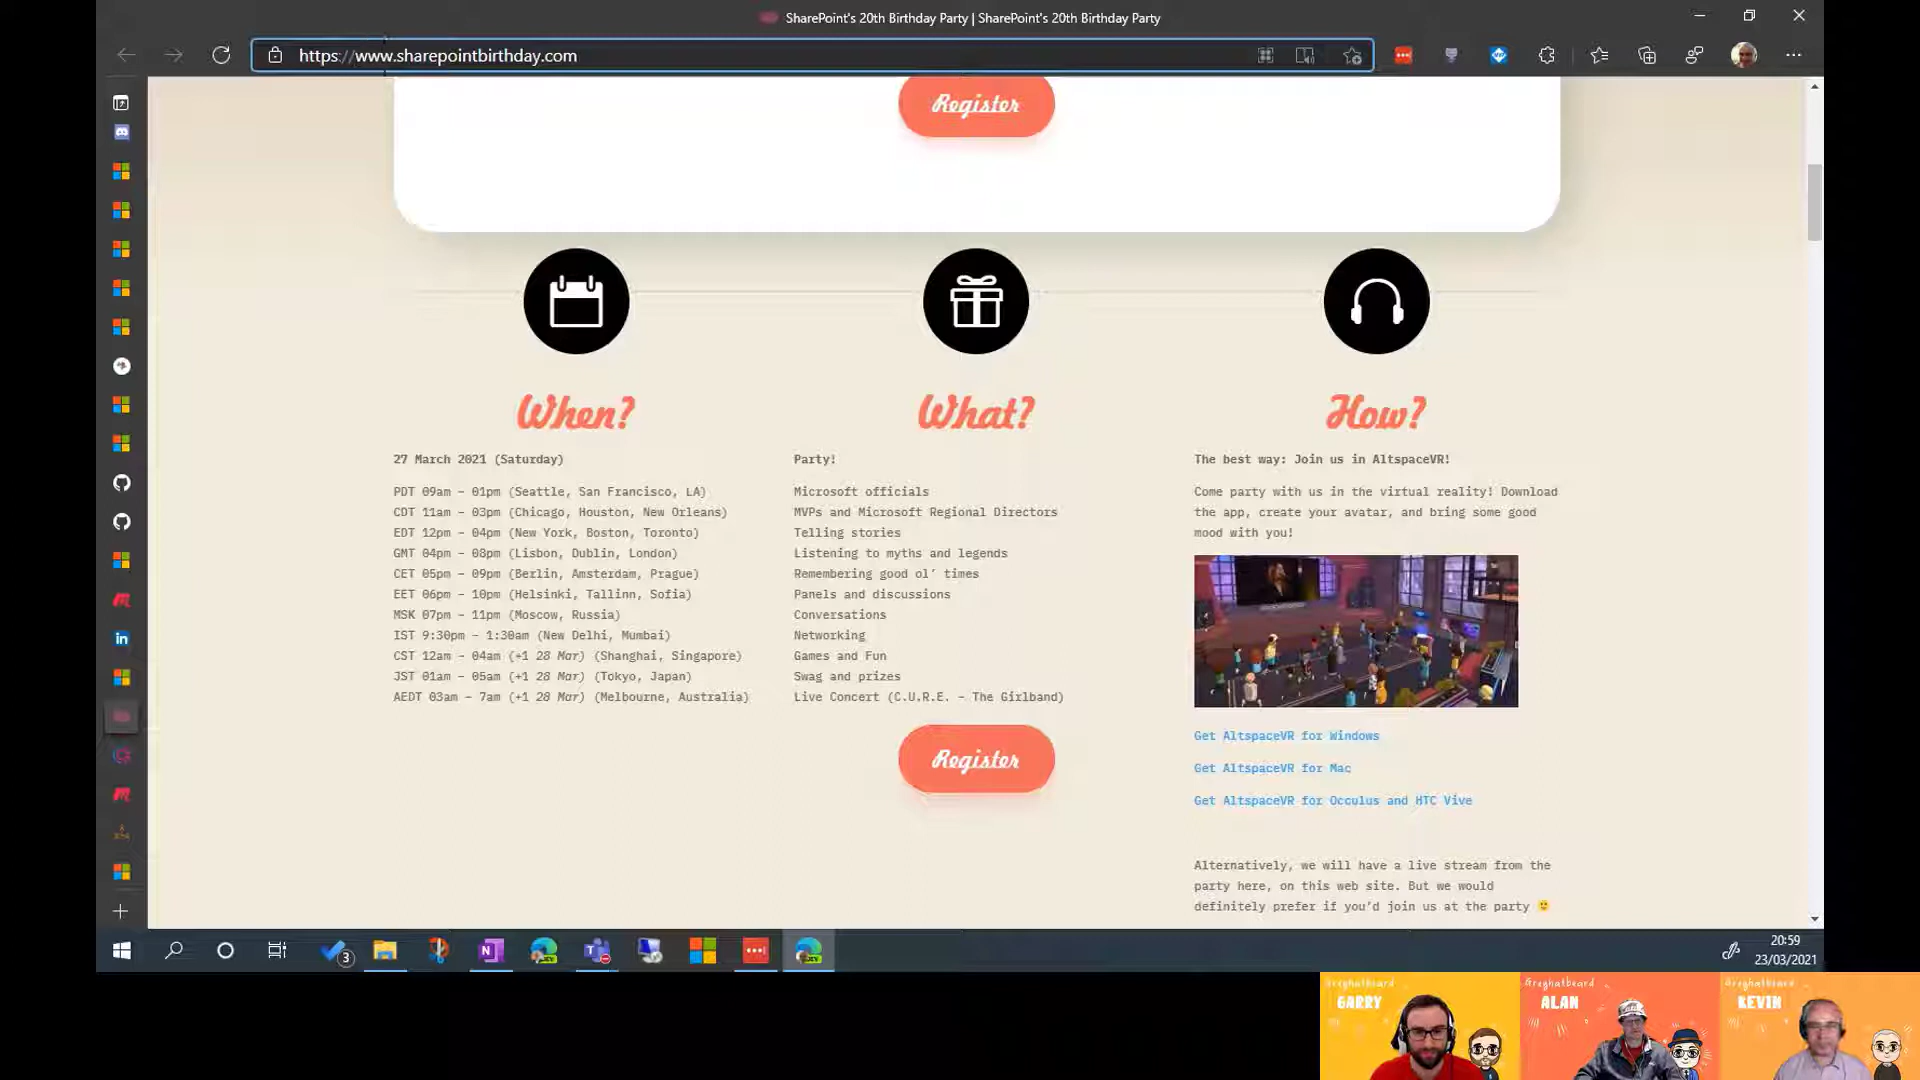 SharePoint's 20th Birthday Party | SharePoint's 20th Birthday Party
https://www.sharepointbirthday.com
Register
When?
27 March 2021 (Saturday)
PDT 09am – 01pm (Seattle, San Francisco, LA)
CDT 11am – 03pm (Chicago, Houston, New Orleans)
EDT 12pm – 04pm (New York, Boston, Toronto)
GMT 04pm – 08pm (Lisbon, Dublin, London)
CET 05pm – 09pm (Berlin, Amsterdam, Prague)
EET 06pm – 10pm (Helsinki, Tallinn, Sofia)
MSK 07pm – 11pm (Moscow, Russia)
IST 9:30pm – 1:30am (New Delhi, Mumbai)
CST 12am – 04am (+1 28 Mar) (Shanghai, Singapore)
JST 01am – 05am (+1 28 Mar) (Tokyo, Japan)
AEDT 03am – 7am (+1 28 Mar) (Melbourne, Australia)
What?
Party!
Microsoft officials
MVPs and Microsoft Regional Directors
Telling stories
Listening to myths and legends
Remembering good ol’ times
Panels and discussions
Conversations
Networking
Games and Fun
Swag and prizes
Live Concert (C.U.R.E. – The Girlband)
Register
How?
The best way: Join us in AltspaceVR!
Come party with us in the virtual reality! Download
the app, create your avatar, and bring some good
mood with you!
Get AltspaceVR for Windows
Get AltspaceVR for Mac
Get AltspaceVR for Occulus and HTC Vive
Alternatively, we will have a live stream from the
party here, on this web site. But we would
definitely prefer if you’d join us at the party 🙂
3
20:59
23/03/2021
Greyhatbeard
GARRY
Greyhatbeard
ALAN
Greyhatbeard
KEVIN